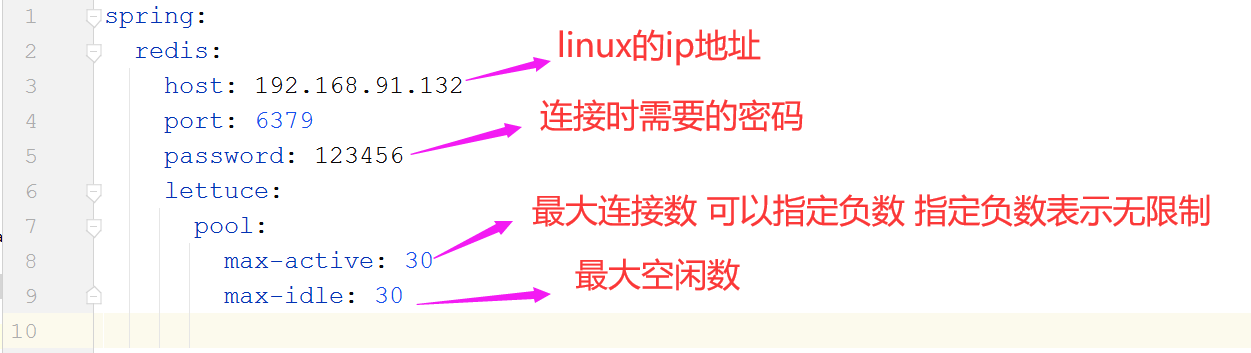 1 spring:
2 redis:
linux的ip地址
3 host: 192.168.91.132
4 port: 6379
连接时需要的密码
5 password: 123456
6 lettuce:
最大连接数 可以指定负数 指定负数表示无限制
7 pool:
8 max-active: 30
最大空闲数
9 max-idle: 30
10